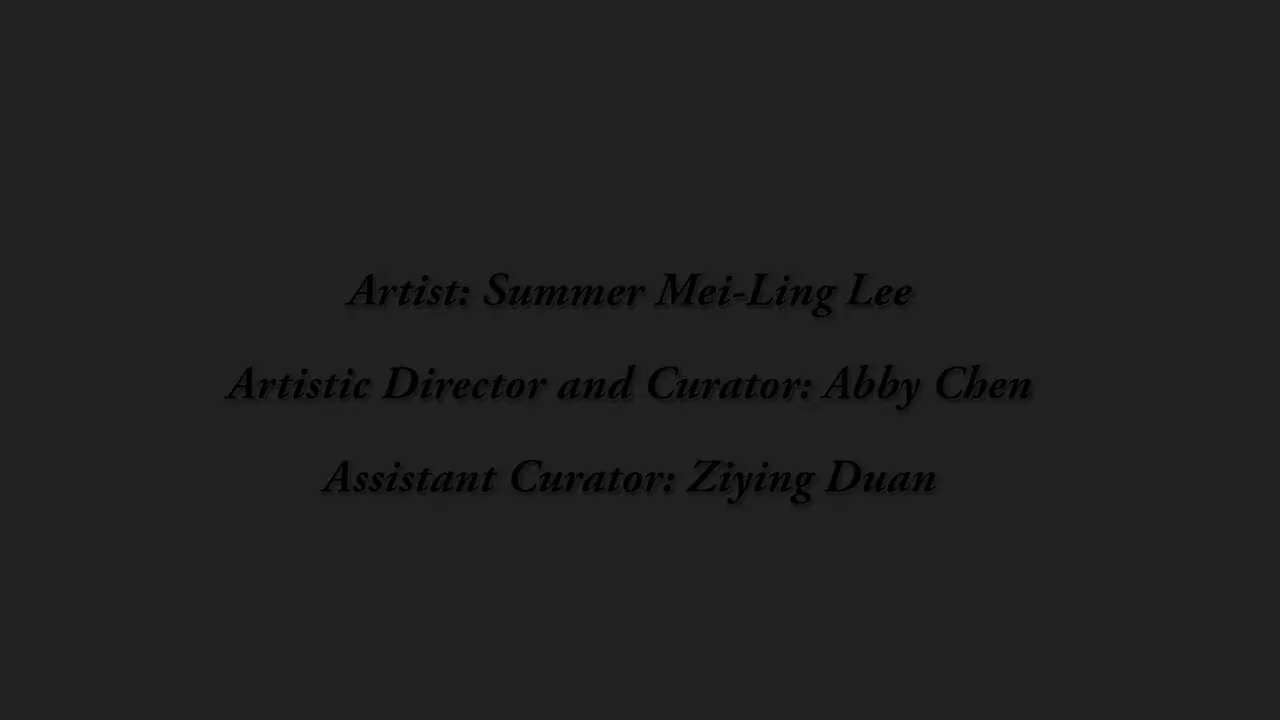 Artist: Summer Mei-Ling Lee
Artistic Director and Curator: Abby Chen
Assistant Curator: Ziying Duan